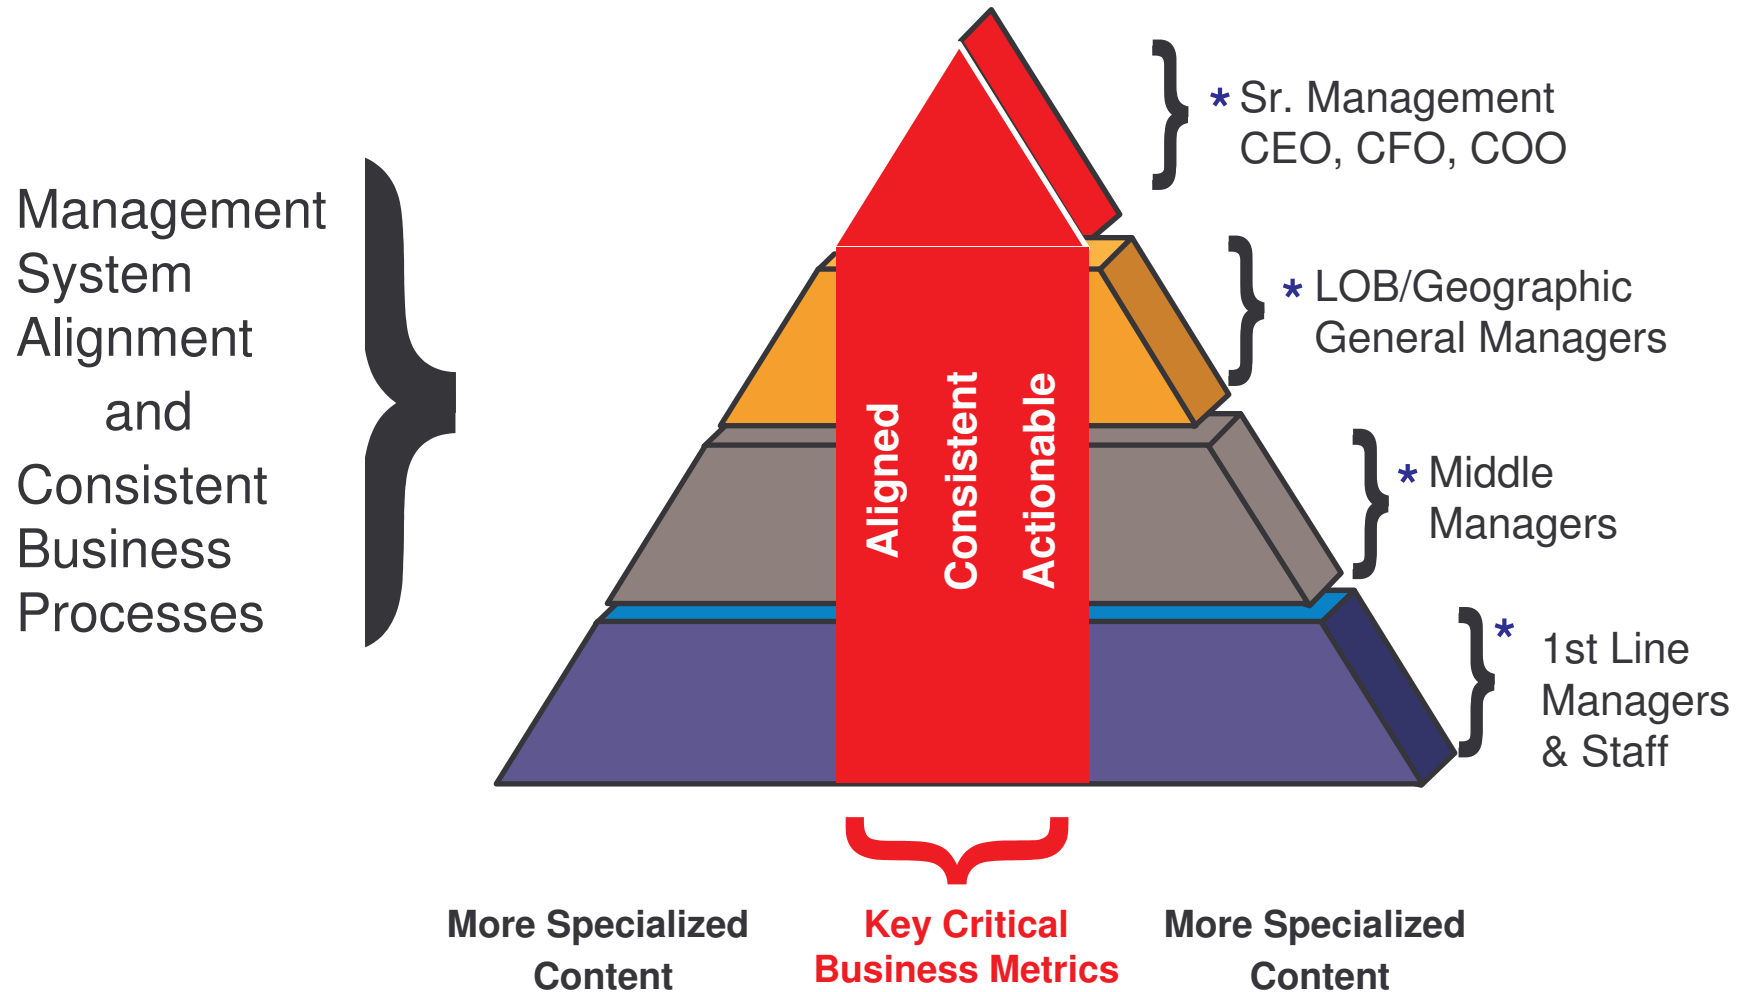 Management
System
Alignment
and
Consistent
Business
Processes
* Sr. Management
CEO, CFO, COO
* LOB/Geographic
General Managers
* Middle
Managers
* 1st Line
Managers
& Staff
Aligned
Consistent
Actionable
More Specialized
Content
Key Critical
Business Metrics
More Specialized
Content